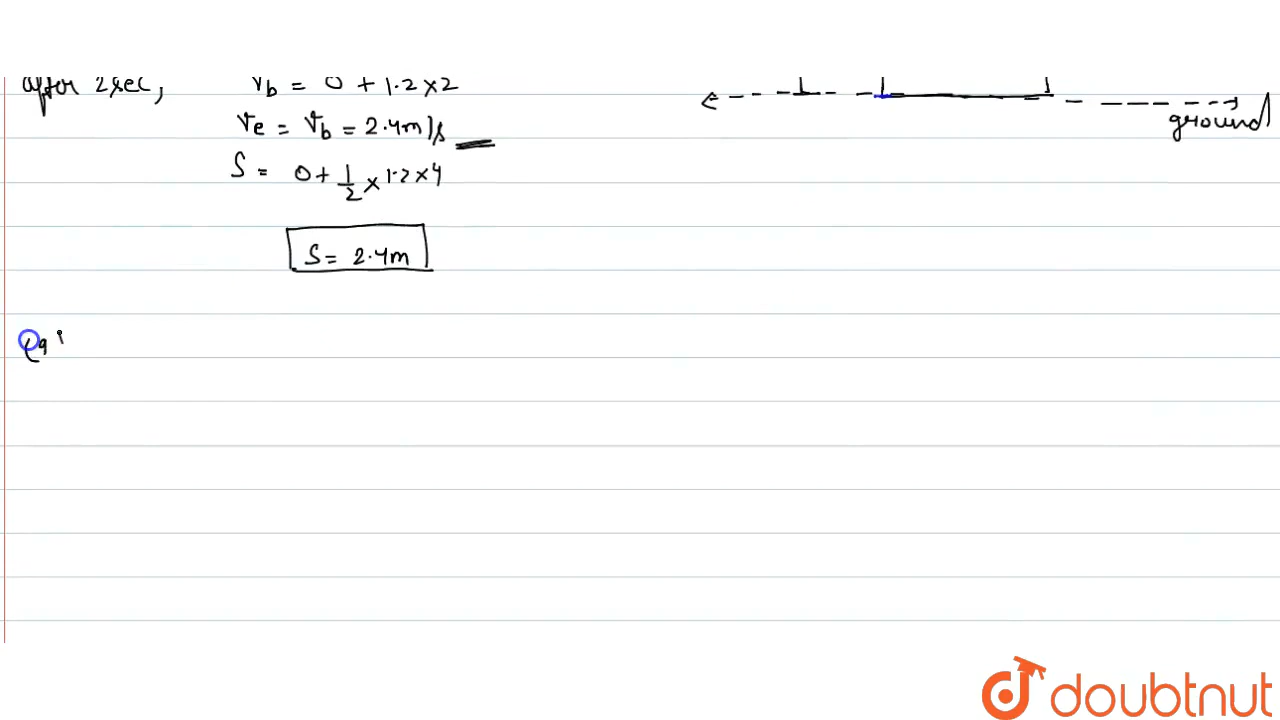 after 2sec, Vb = 0 + 1.2 × 2
Ve = Vb = 2.4m/s
S = 0 + 1/2 × 1.2 × 4
S = 2.4m
ground
doubtnut